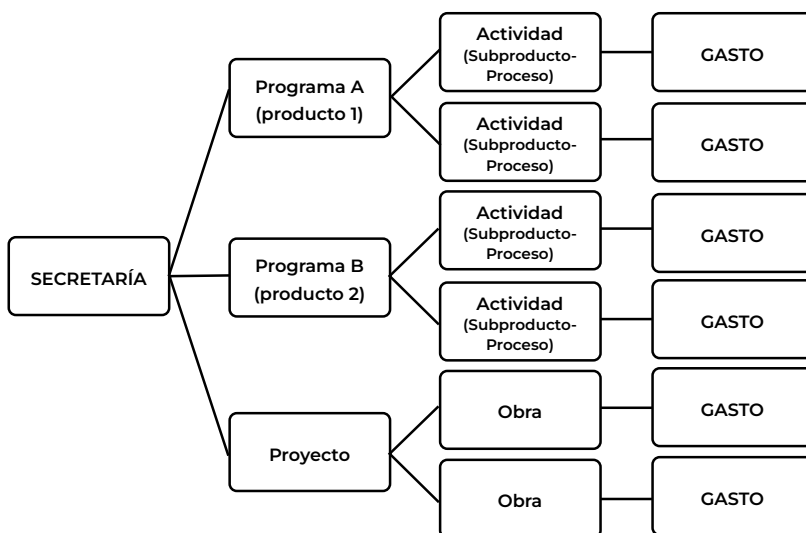 Actividad
(Subproducto-
Proceso)
GASTO
Programa A
(producto 1)
Actividad
(Subproducto-
Proceso)
GASTO
Actividad
(Subproducto-
Proceso)
GASTO
SECRETARÍA
Programa B
(producto 2)
Actividad
(Subproducto-
Proceso)
GASTO
Obra
GASTO
Proyecto
Obra
GASTO